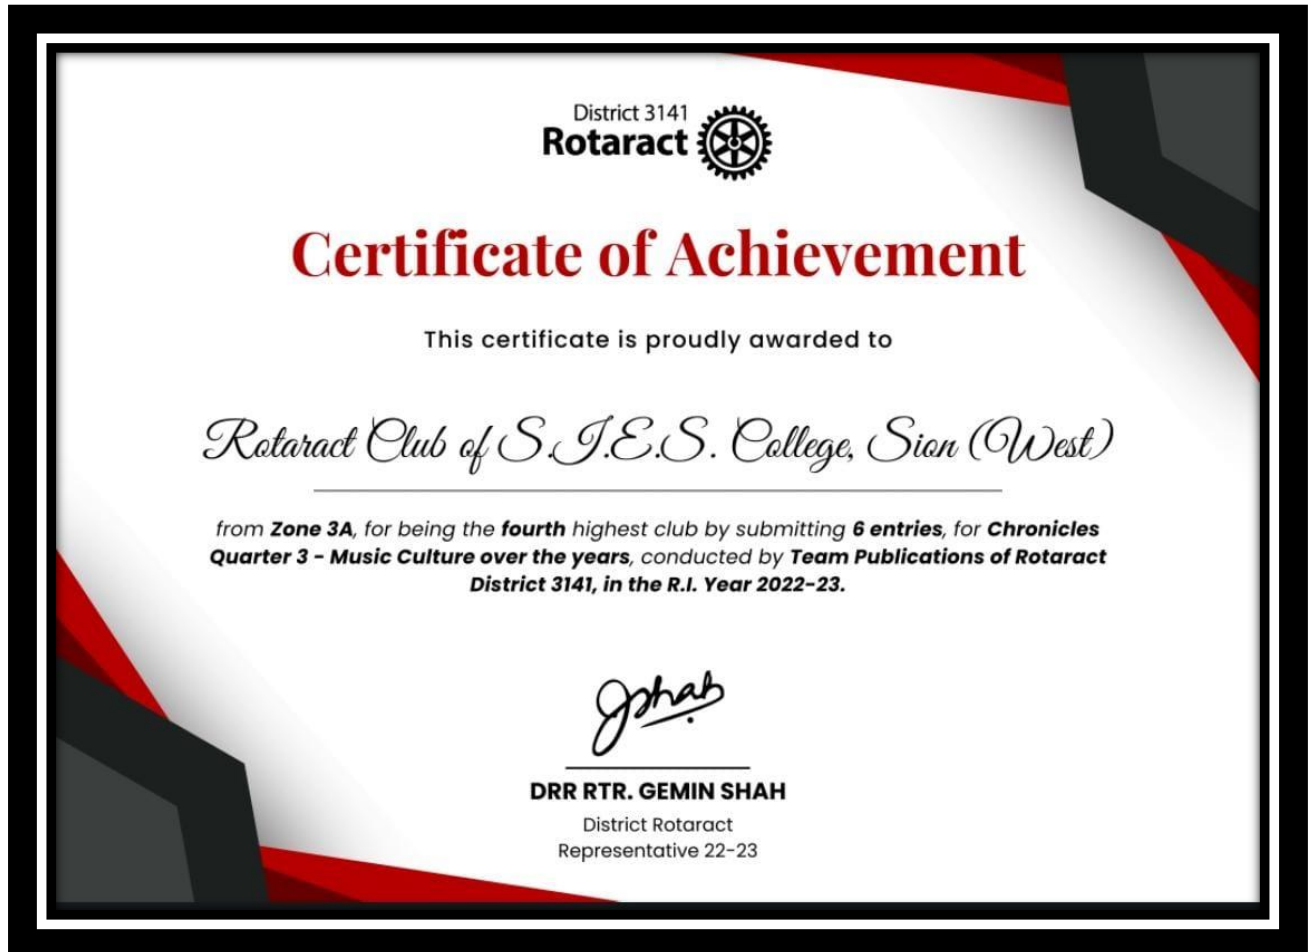 District 3141
Rotaract
Certificate of Achievement
This certificate is proudly awarded to
Rotaract Club of S.I.E.S. College, Sion (West)
from Zone 3A, for being the fourth highest club by submitting 6 entries, for Chronicles
Quarter 3 - Music Culture over the years, conducted by Team Publications of Rotaract
District 3141, in the R.I. Year 2022-23.
Gshah
DRR RTR. GEMIN SHAH
District Rotaract
Representative 22-23